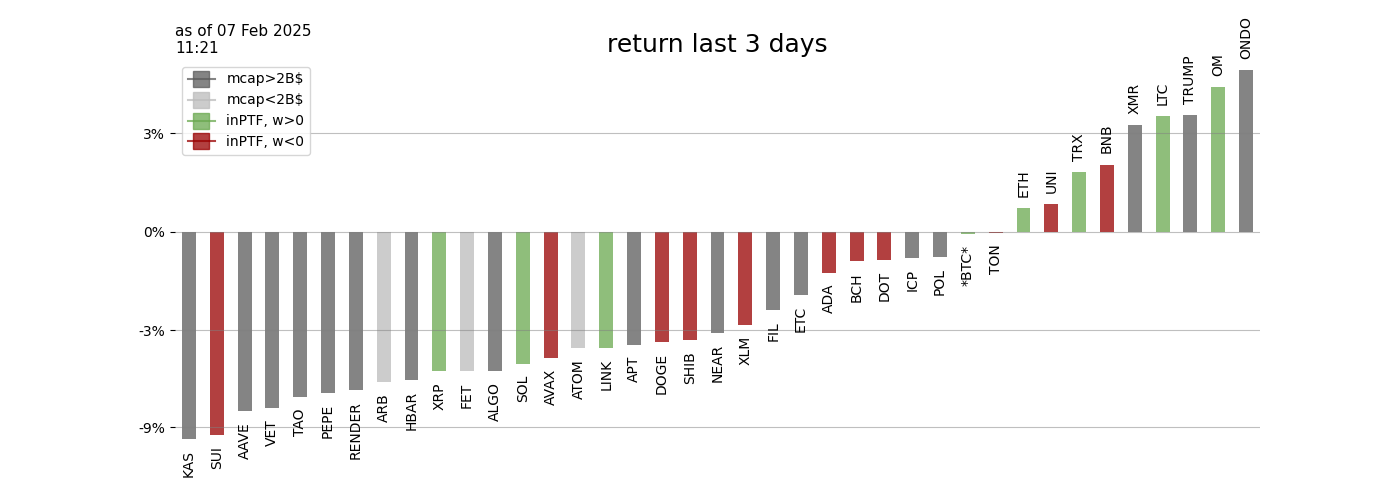 as of 07 Feb 2025
11:21
return last 3 days
mcap>2B$
mcap<2B$
inPTF, w>0
inPTF, w<0
3%
0%
-3%
-9%
KAS
SUI
AAVE
VET
TAO
PEPE
RENDER
ARB
HBAR
XRP
FET
ALGO
SOL
AVAX
ATOM
LINK
APT
DOGE
SHIB
NEAR
XLM
FIL
ETC
ADA
BCH
DOT
ICP
POL
*BTC*
TON
ETH
UNI
TRX
BNB
XMR
LTC
TRUMP
OM
ONDO